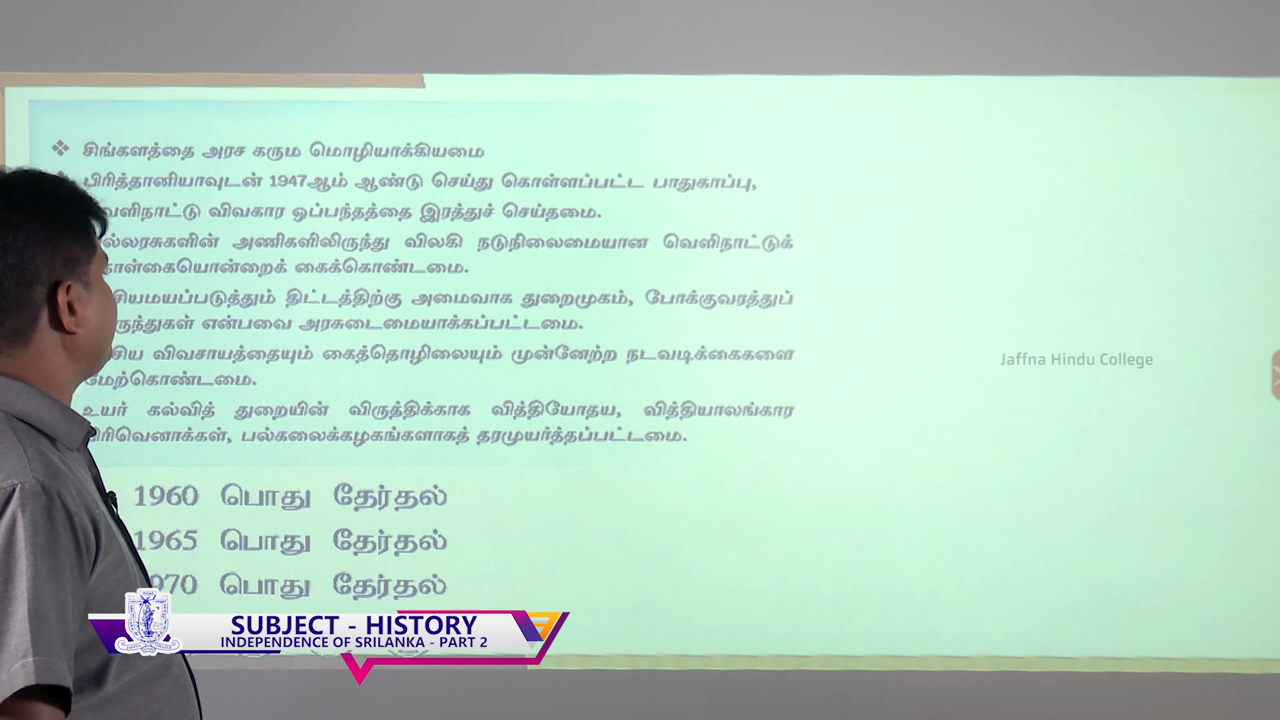 ❖ சிங்களத்தை அரச கரும மொழியாக்கியமை
பிரித்தானியாவுடன் 1947ஆம் ஆண்டு செய்து கொள்ளப்பட்ட பாதுகாப்பு,
விவகார ஒப்பந்தத்தை இரத்துச் செய்தமை.
அணிகளிலிருந்து விலகி நடுநிலைமையான வெளிநாட்டுக்
கைக்கொண்டமை.
திட்டத்திற்கு அமைவாக துறைமுகம், போக்குவரத்துப்
என்பவை அரசுடைமையாக்கப்பட்டமை.
விவசாயத்தையும் கைத்தொழிலையும் முன்னேற்ற நடவடிக்கைகளை
மேற்கொண்டமை.
உயர் கல்வித் துறையின் விருத்திக்காக வித்தியோதய, வித்தியாலங்கார
பிரிவெனாக்கள், பல்கலைக்கழகங்களாகத் தரமுயர்த்தப்பட்டமை.
1960 பொது தேர்தல்
1965 பொது தேர்தல்
970 பொது தேர்தல்
Jaffna Hindu College
SUBJECT - HISTORY
INDEPENDENCE OF SRILANKA - PART 2